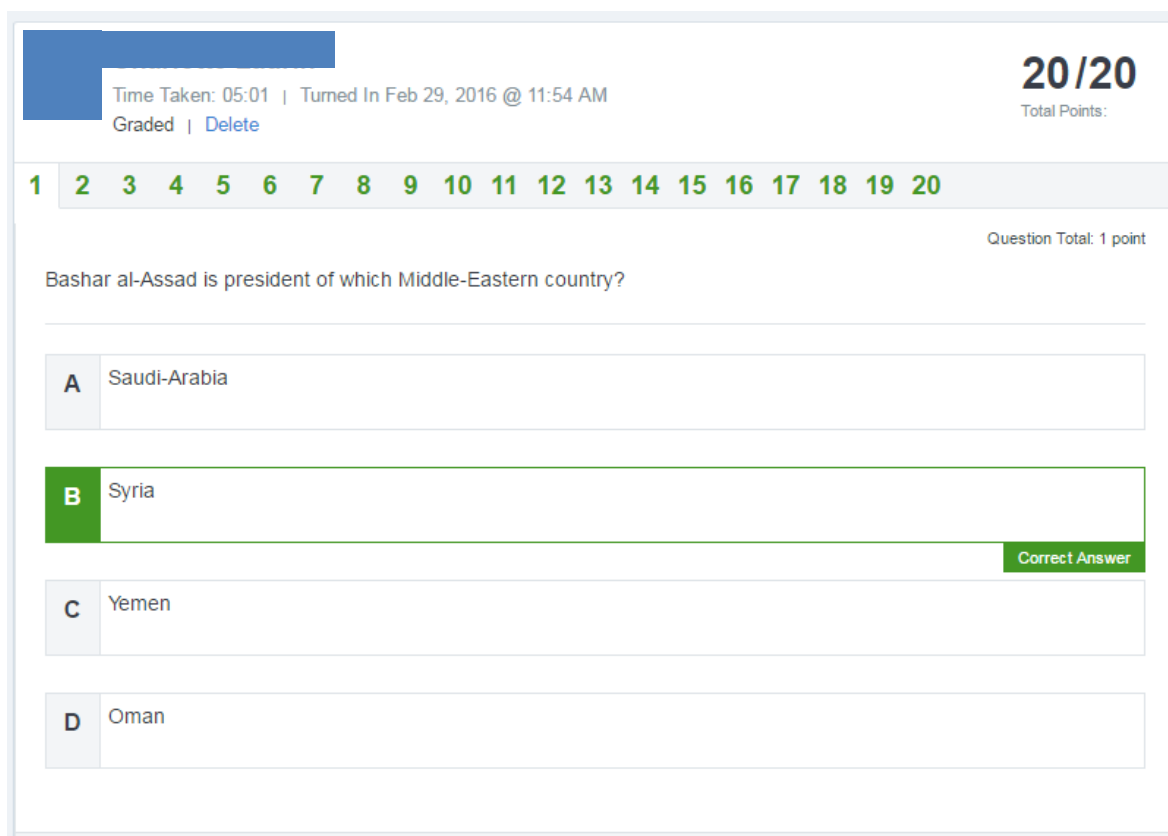 20/20
Time Taken: 05:01 | Turned In Feb 29, 2016 @ 11:54 AM
Total Points:
Graded | Delete
1 2 3 4 5 6 7 8 9 10 11 12 13 14 15 16 17 18 19 20
Question Total: 1 point
Bashar al-Assad is president of which Middle-Eastern country?
A Saudi-Arabia
B Syria
Correct Answer
C Yemen
D Oman